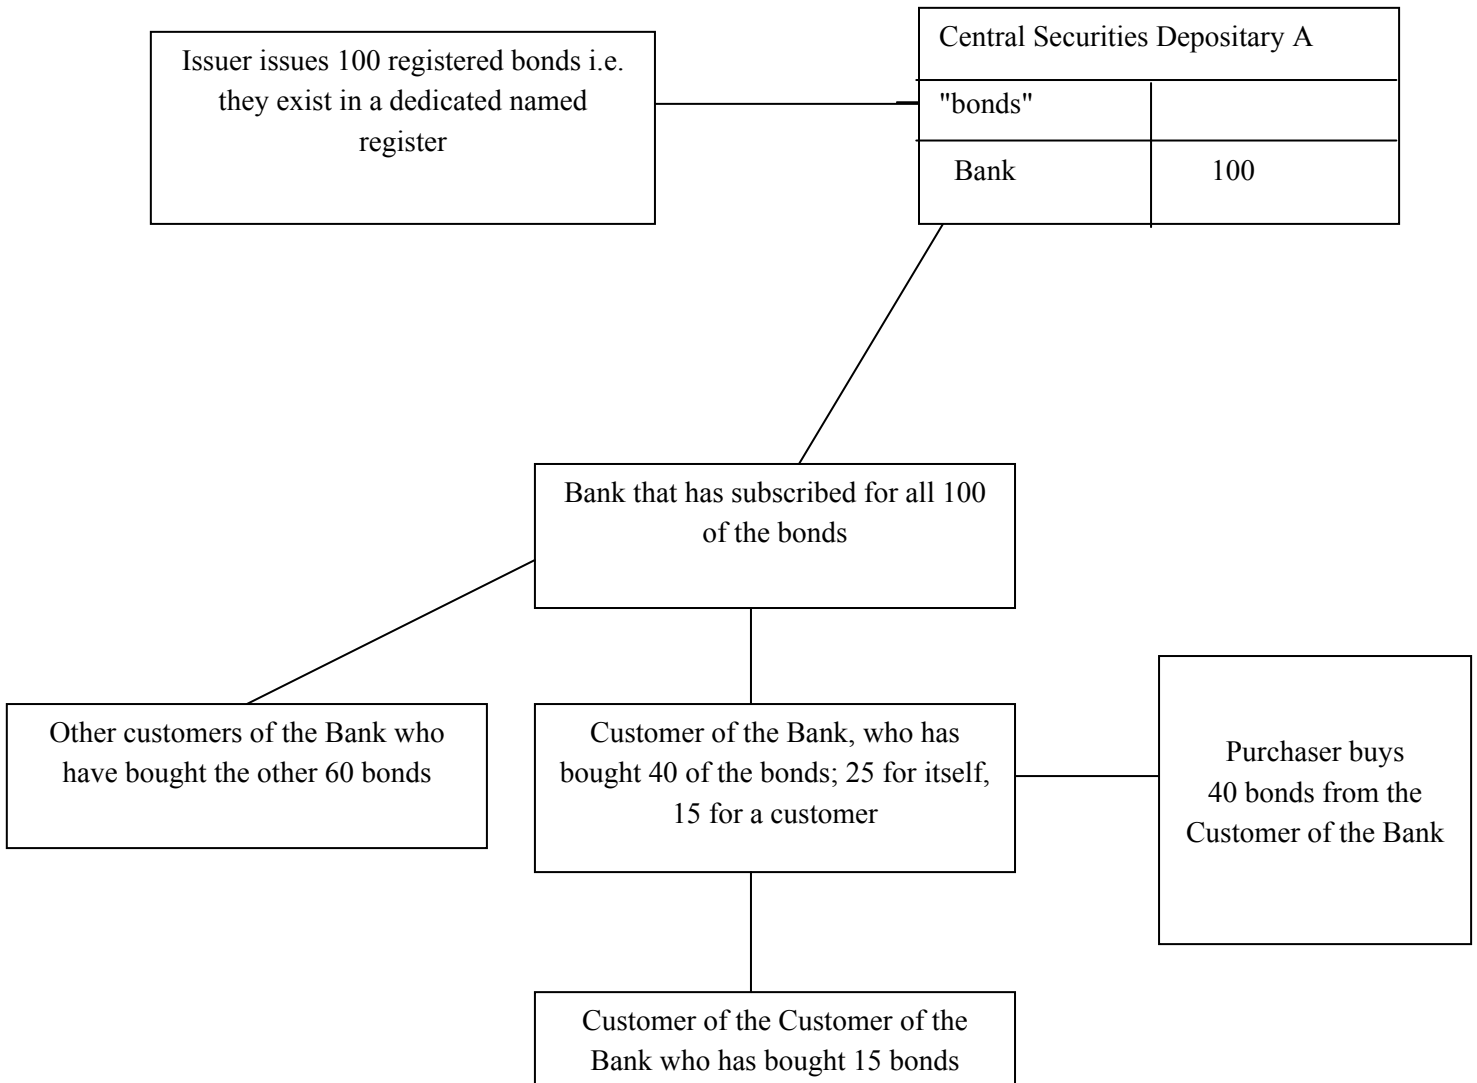 Issuer issues 100 registered bonds i.e.
they exist in a dedicated named
register
Central Securities Depositary A
"bonds"
Bank 100
Bank that has subscribed for all 100
of the bonds
Other customers of the Bank who
have bought the other 60 bonds
Customer of the Bank, who has
bought 40 of the bonds; 25 for itself,
15 for a customer
Purchaser buys
40 bonds from the
Customer of the Bank
Customer of the Customer of the
Bank who has bought 15 bonds